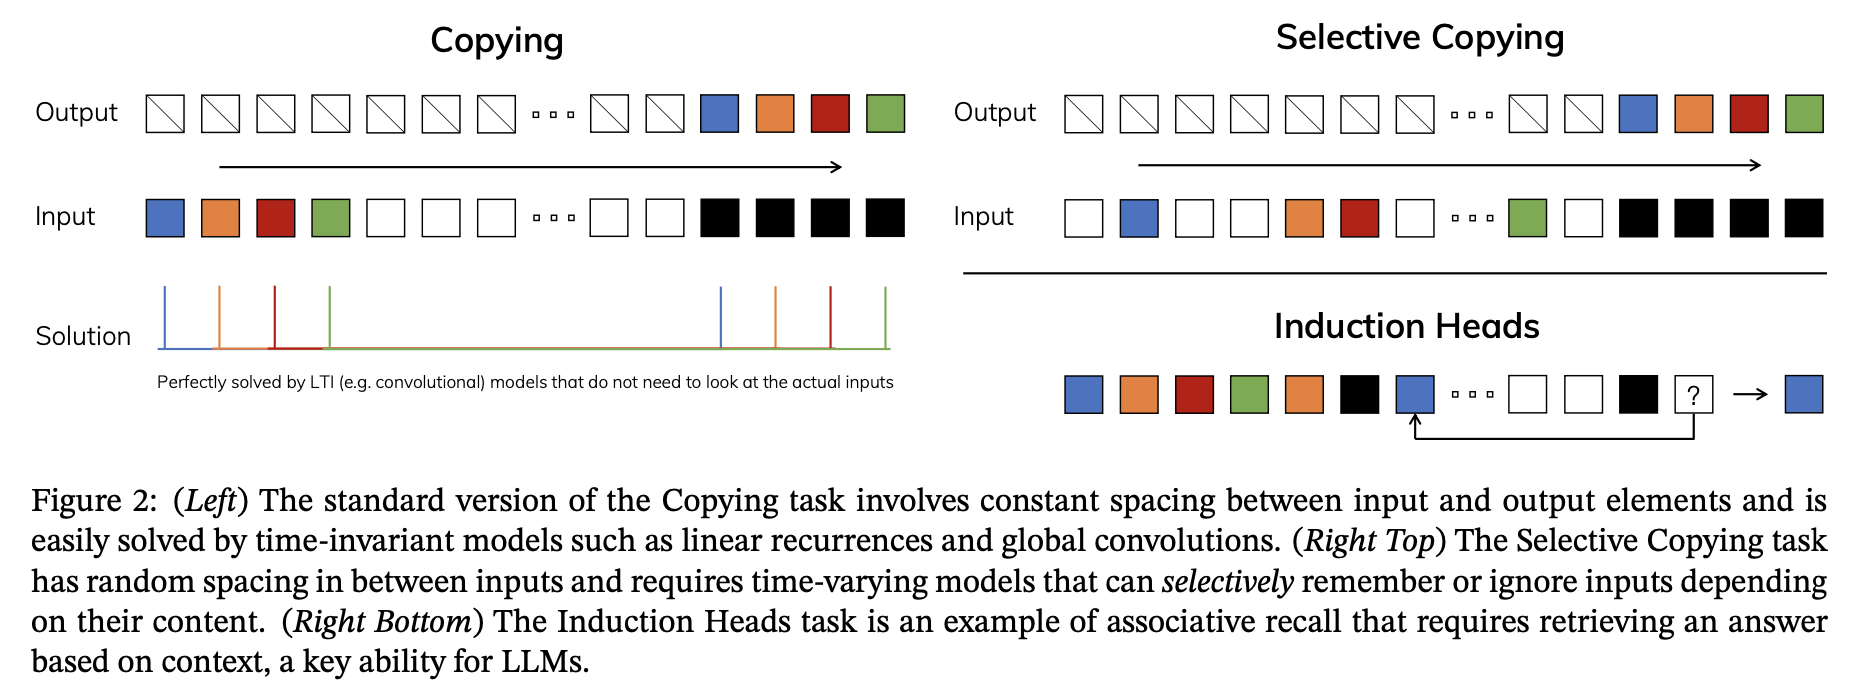 Copying
Output
Input
Solution
Perfectly solved by LTI (e.g. convolutional) models that do not need to look at the actual inputs
Selective Copying
Output
Input
Induction Heads
?
Figure 2: (Left) The standard version of the Copying task involves constant spacing between input and output elements and is
easily solved by time-invariant models such as linear recurrences and global convolutions. (Right Top) The Selective Copying task
has random spacing in between inputs and requires time-varying models that can selectively remember or ignore inputs depending
on their content. (Right Bottom) The Induction Heads task is an example of associative recall that requires retrieving an answer
based on context, a key ability for LLMs.